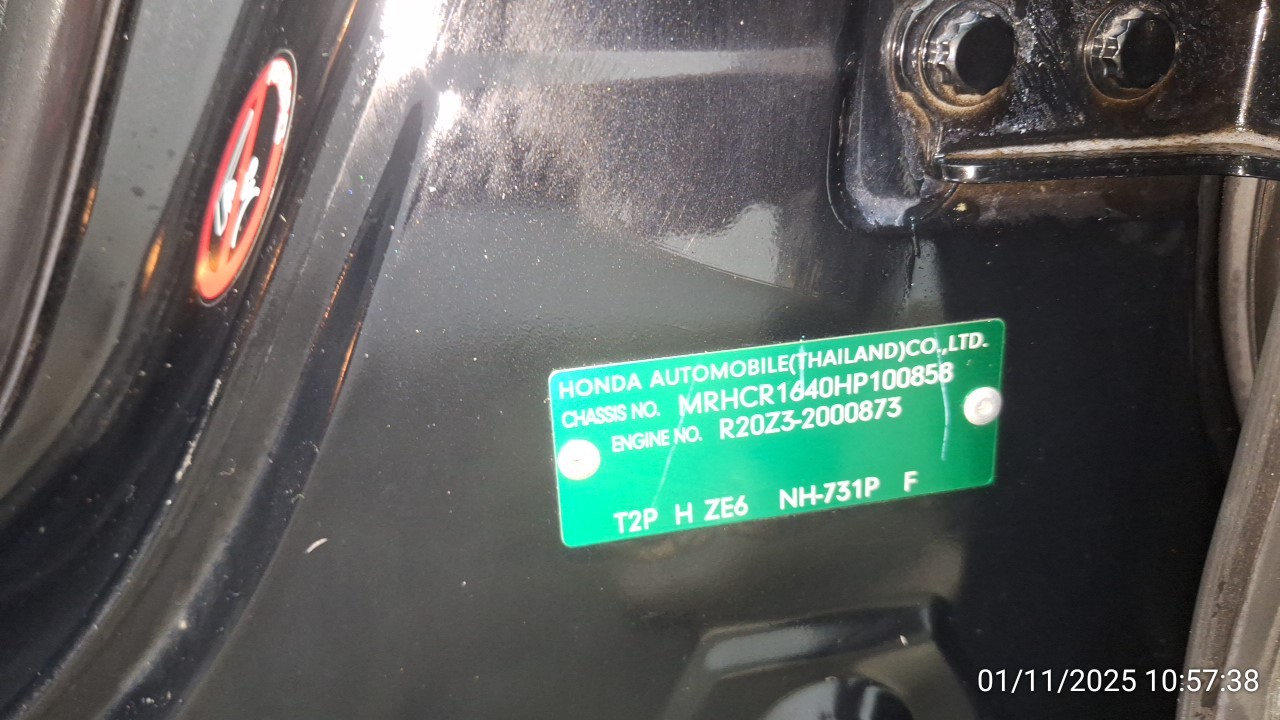 HONDA AUTOMOBILE(THAILAND)CO.,LTD.
CHASSIS NO. MRHCR1640HP100858
ENGINE NO. R20Z3-2000873
T2P H ZE6 NH-731P F
01/11/2025 10:57:38